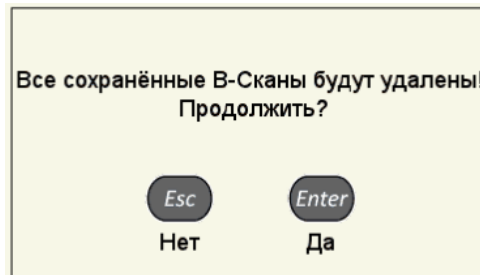 Все сохранённые В-Сканы будут удалены!
Продолжить?
Esc Enter
Нет Да